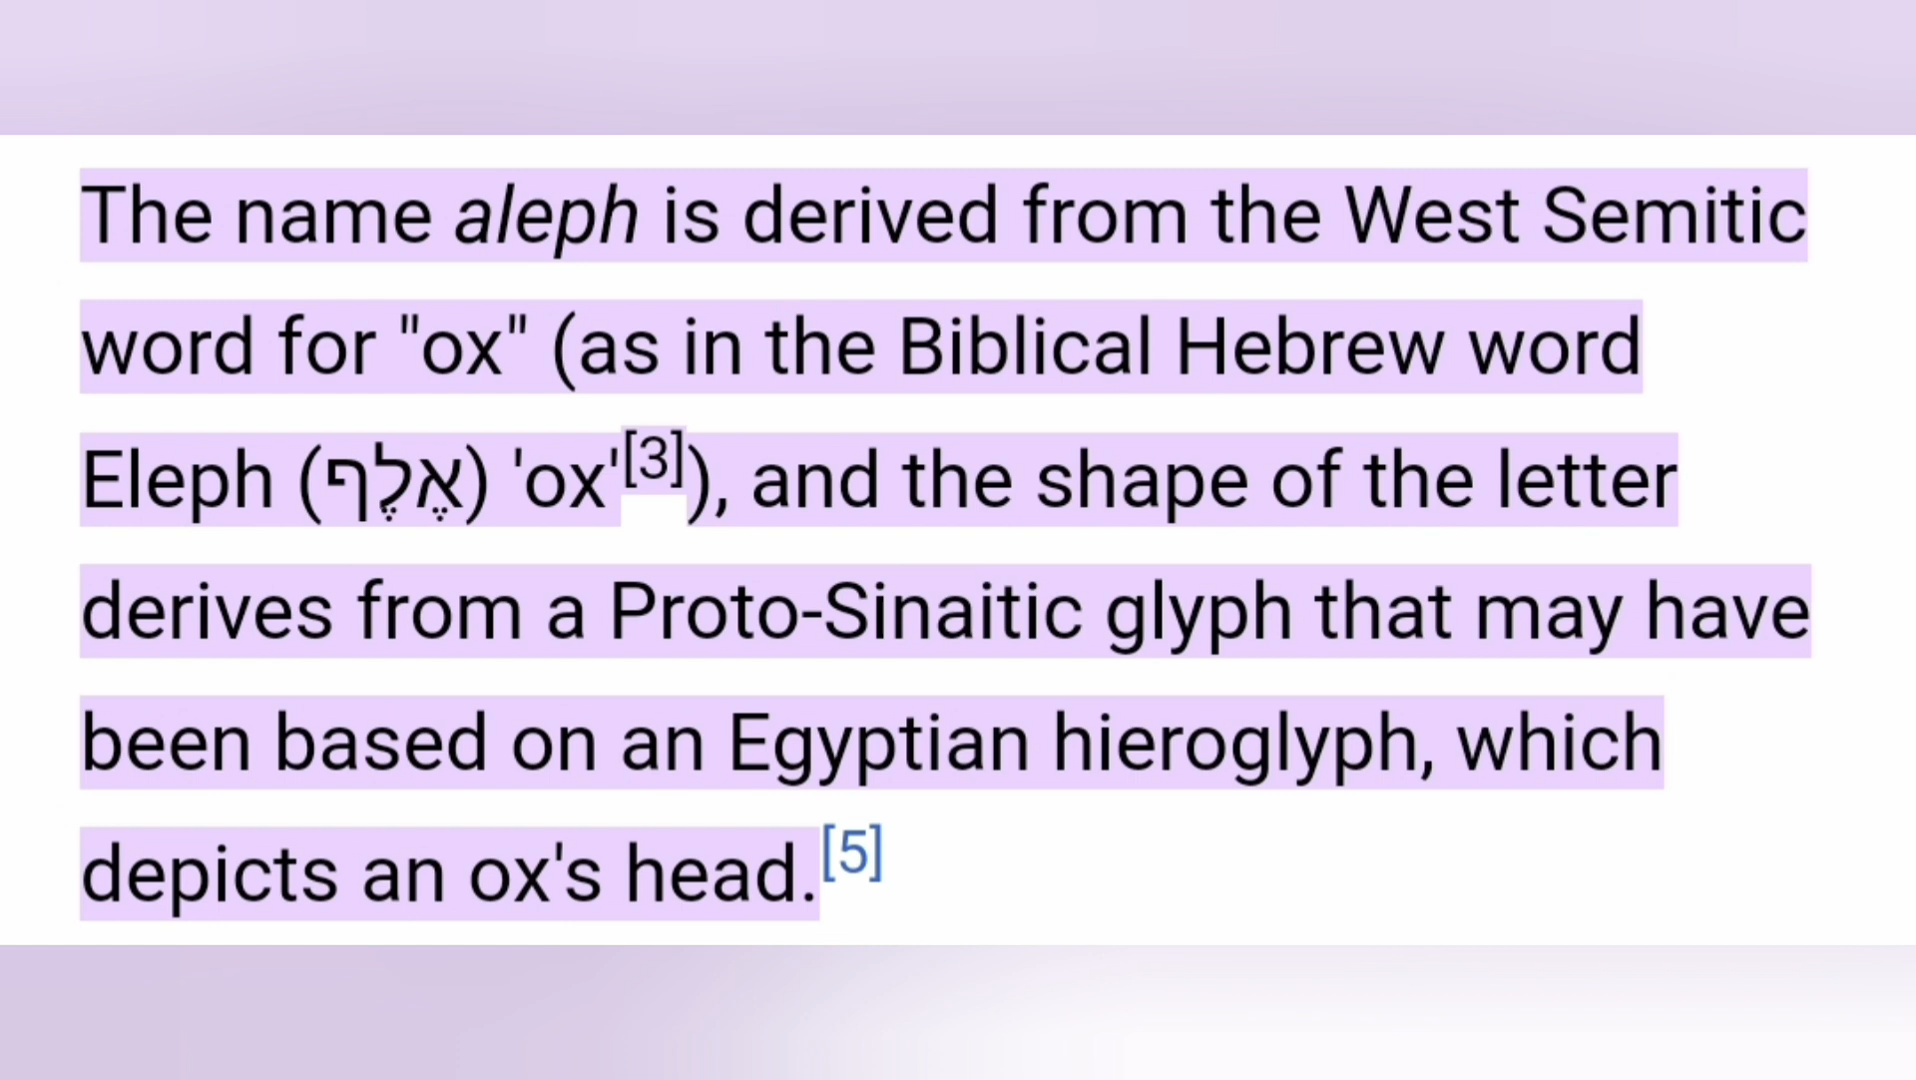 The name aleph is derived from the West Semitic
word for "ox" (as in the Biblical Hebrew word
Eleph (אֶלֶף) 'ox'[3]), and the shape of the letter
derives from a Proto-Sinaitic glyph that may have
been based on an Egyptian hieroglyph, which
depicts an ox's head.[5]